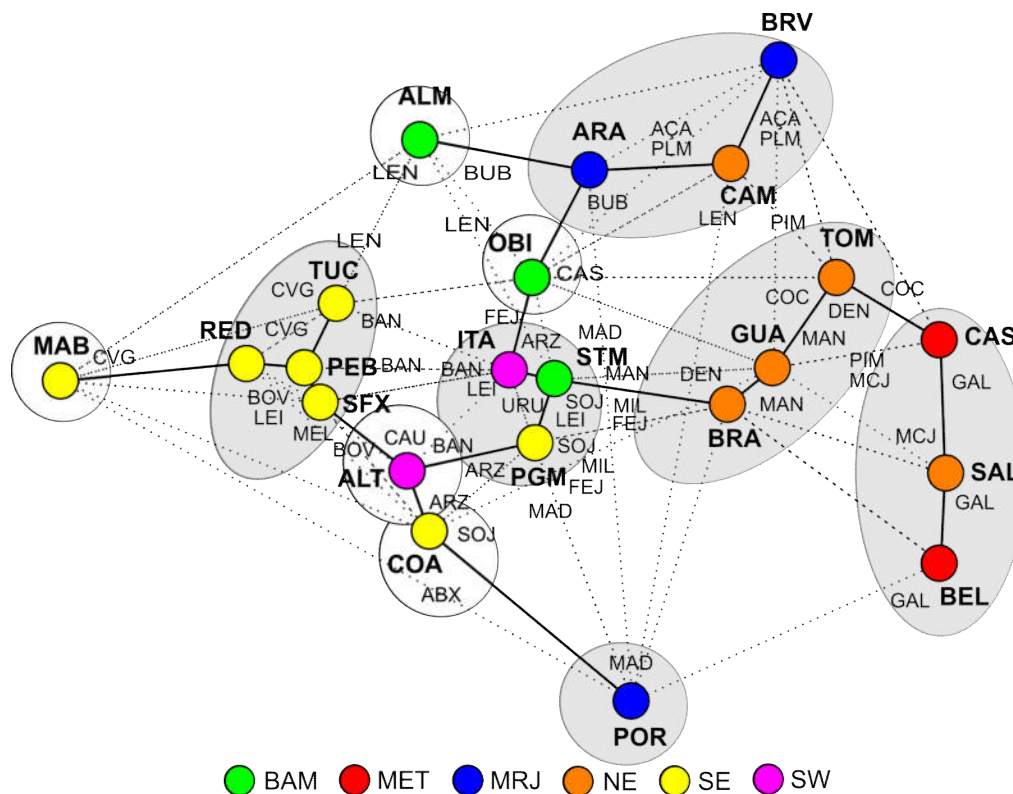 BRV
ALM
ARA
AÇA
PLM
AÇA
PLM
LEN
BUB
BUB
CAM
LEN
LEN
PIM
OBI
TOM
LEN
TUC
CAS
CVG
COC
COC
DEN
BAN
FEJ
MAD
RED
CVG
ITA
ARZ
GUA
MAN
CAS
MAB
CVG
STM
PEB
BAN
BAN
MAN
DEN
PIM
MCJ
GAL
BOV
LEI
LEI
SOJ
SFX
URU
LEI
MIL
FEJ
MAN
BRA
MEL
CAU
BAN
SOJ
MCJ
BOV
ALT
ARZ
PGM
MIL
FEJ
SAL
GAL
ARZ
MAD
SOJ
COA
ABX
GAL
BEL
MAD
POR
BAM
MET
MRJ
NE
SE
SW